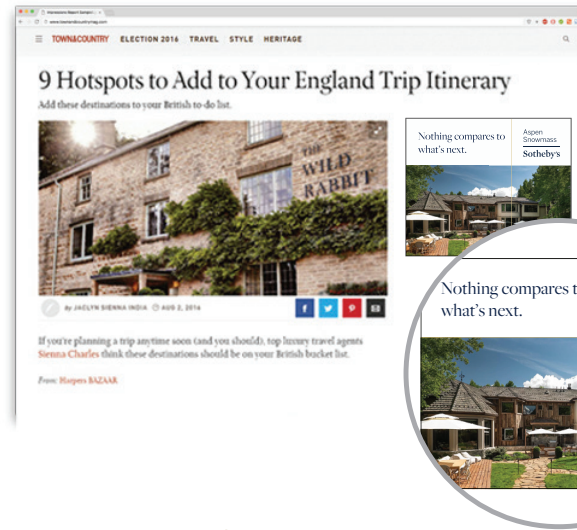 www.townandcountrymag.com
TOWN&COUNTRY ELECTION 2016 TRAVEL STYLE HERITAGE
9 Hotspots to Add to Your England Trip Itinerary
Add these destinations to your British to-do list.
THE
WILD
RABBIT
By JACLYN SIENNA INDIA AUG 2, 2016
If you're planning a trip anytime soon (and you should), top luxury travel agents
Sienna Charles think these destinations should be on your British bucket list.
From: Harpers BAZAAR
Nothing compares to
what's next.
Aspen
Snowmass
Sotheby's
Nothing compares t
what's next.